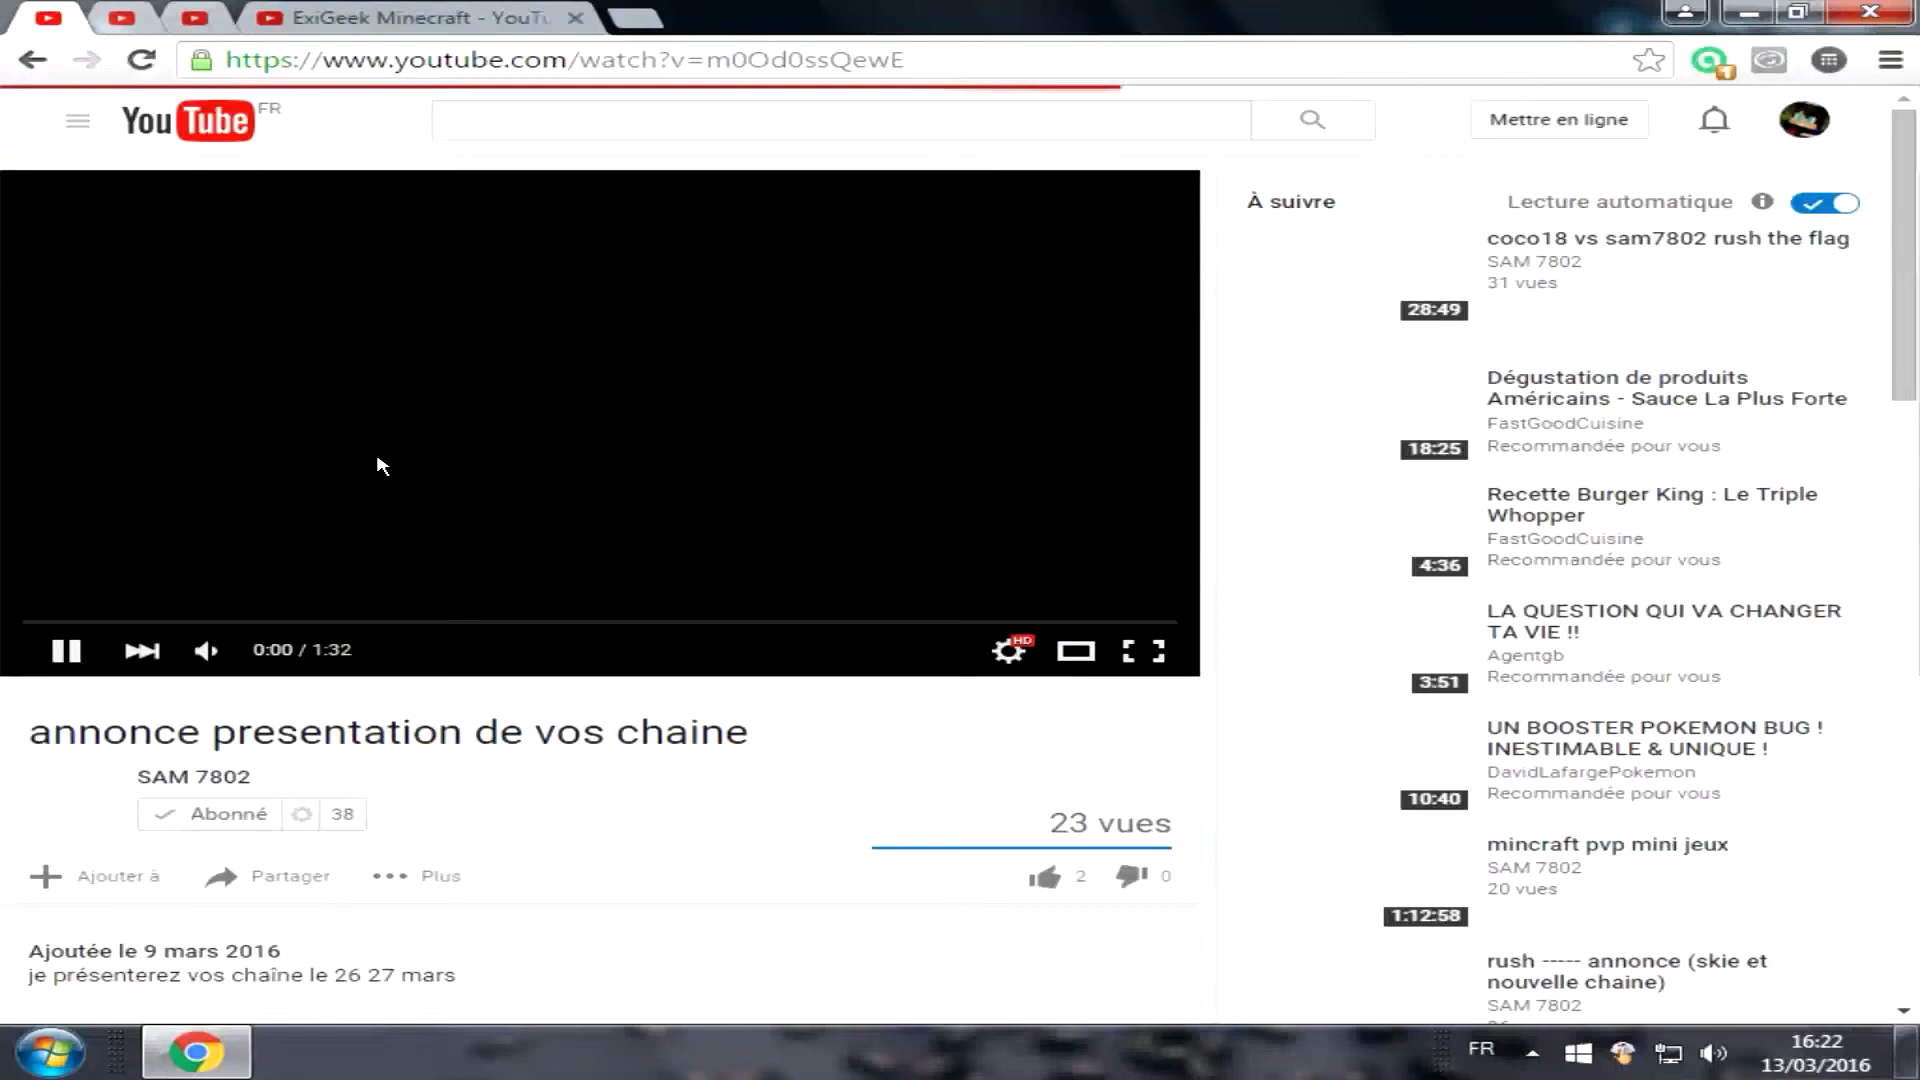 ExiGeek Minecraft - YouTu
https://www.youtube.com/watch?v=m0Od0ssQewE
YouTube FR
Mettre en ligne
À suivre
Lecture automatique
coco18 vs sam7802 rush the flag
SAM 7802
31 vues
28:49
Dégustation de produits
Américains - Sauce La Plus Forte
FastGoodCuisine
Recommandée pour vous
18:25
Recette Burger King : Le Triple
Whopper
FastGoodCuisine
Recommandée pour vous
4:36
LA QUESTION QUI VA CHANGER
TA VIE !!
Agentgb
Recommandée pour vous
3:51
UN BOOSTER POKEMON BUG !
INESTIMABLE & UNIQUE !
DavidLafargePokemon
Recommandée pour vous
10:40
mincraft pvp mini jeux
SAM 7802
20 vues
1:12:58
rush ----- annonce (skie et
nouvelle chaine)
SAM 7802
0:00 / 1:32
HD
annonce presentation de vos chaine
SAM 7802
Abonné 38
23 vues
Ajouter à Partager Plus
2 0
Ajoutée le 9 mars 2016
je présenterez vos chaîne le 26 27 mars
FR
16:22
13/03/2016